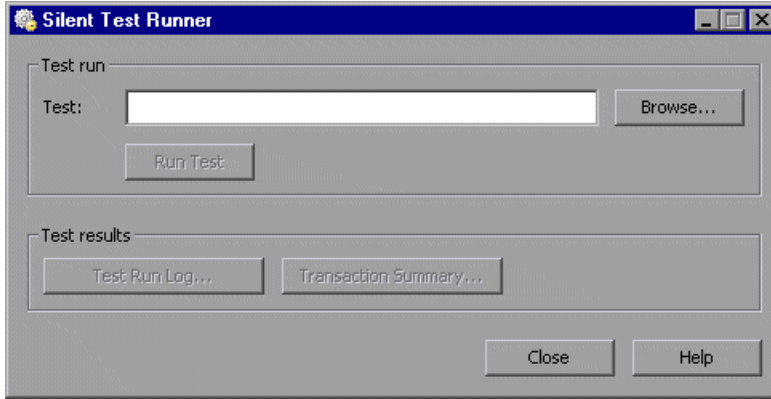 Silent Test Runner
Test run
Test:
Browse...
Run Test
Test results
Test Run Log...
Transaction Summary...
Close
Help